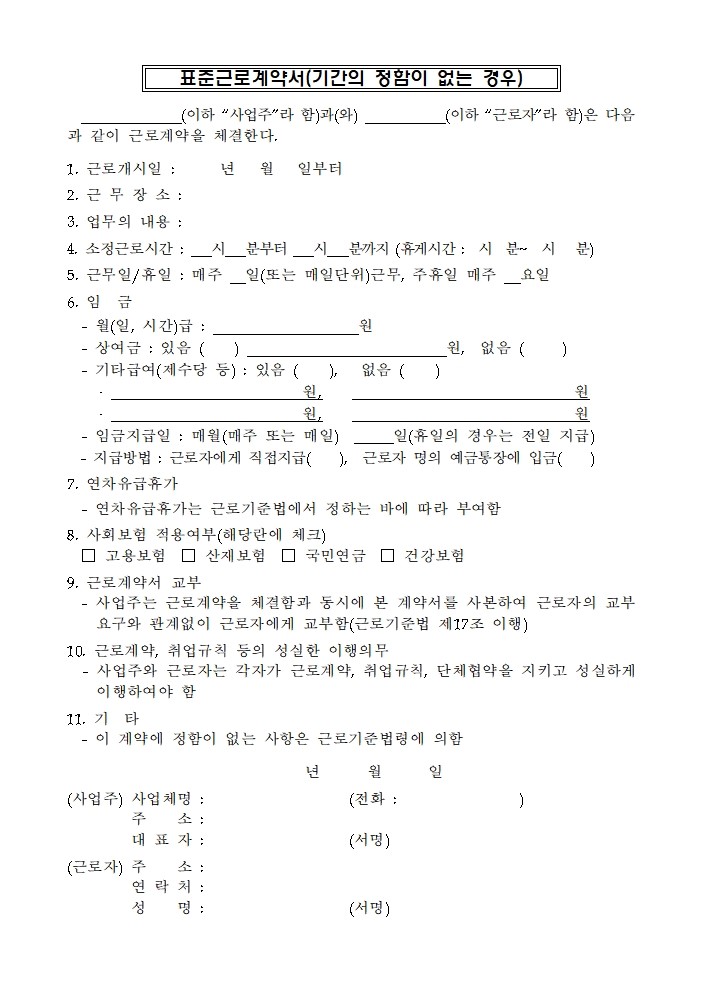 표준근로계약서(기간의 정함이 없는 경우)
____________(이하 “사업주”라 함)과(와) __________(이하 “근로자”라 함)은 다음
과 같이 근로계약을 체결한다.
1. 근로개시일 :      년   월   일부터
2. 근 무 장 소 :
3. 업무의 내용 :
4. 소정근로시간 : ___시___분부터 ___시___분까지 (휴게시간 :  시  분~  시  분)
5. 근무일/휴일 : 매주 __일(또는 매일단위)근무, 주휴일 매주 __요일
6. 임  금
- 월(일, 시간)급 : __________________원
- 상여금 : 있음 (    ) _________________________원,  없음 (     )
- 기타급여(제수당 등) : 있음 (    ),   없음 (    )
· ________________________원,   ____________________________원
· ________________________원,   ____________________________원
- 임금지급일 : 매월(매주 또는 매일) _____일(휴일의 경우는 전일 지급)
- 지급방법 : 근로자에게 직접지급(    ),  근로자 명의 예금통장에 입금(    )
7. 연차유급휴가
- 연차유급휴가는 근로기준법에서 정하는 바에 따라 부여함
8. 사회보험 적용여부(해당란에 체크)
□ 고용보험  □ 산재보험  □ 국민연금  □ 건강보험
9. 근로계약서 교부
- 사업주는 근로계약을 체결함과 동시에 본 계약서를 사본하여 근로자의 교부
요구와 관계없이 근로자에게 교부함(근로기준법 제17조 이행)
10. 근로계약, 취업규칙 등의 성실한 이행의무
- 사업주와 근로자는 각자가 근로계약, 취업규칙, 단체협약을 지키고 성실하게
이행하여야 함
11. 기  타
- 이 계약에 정함이 없는 사항은 근로기준법령에 의함
년      월      일
(사업주) 사업체명 :                (전화 :                )
주    소 :
대 표 자 :                (서명)
(근로자) 주    소 :
연 락 처 :
성    명 :                (서명)